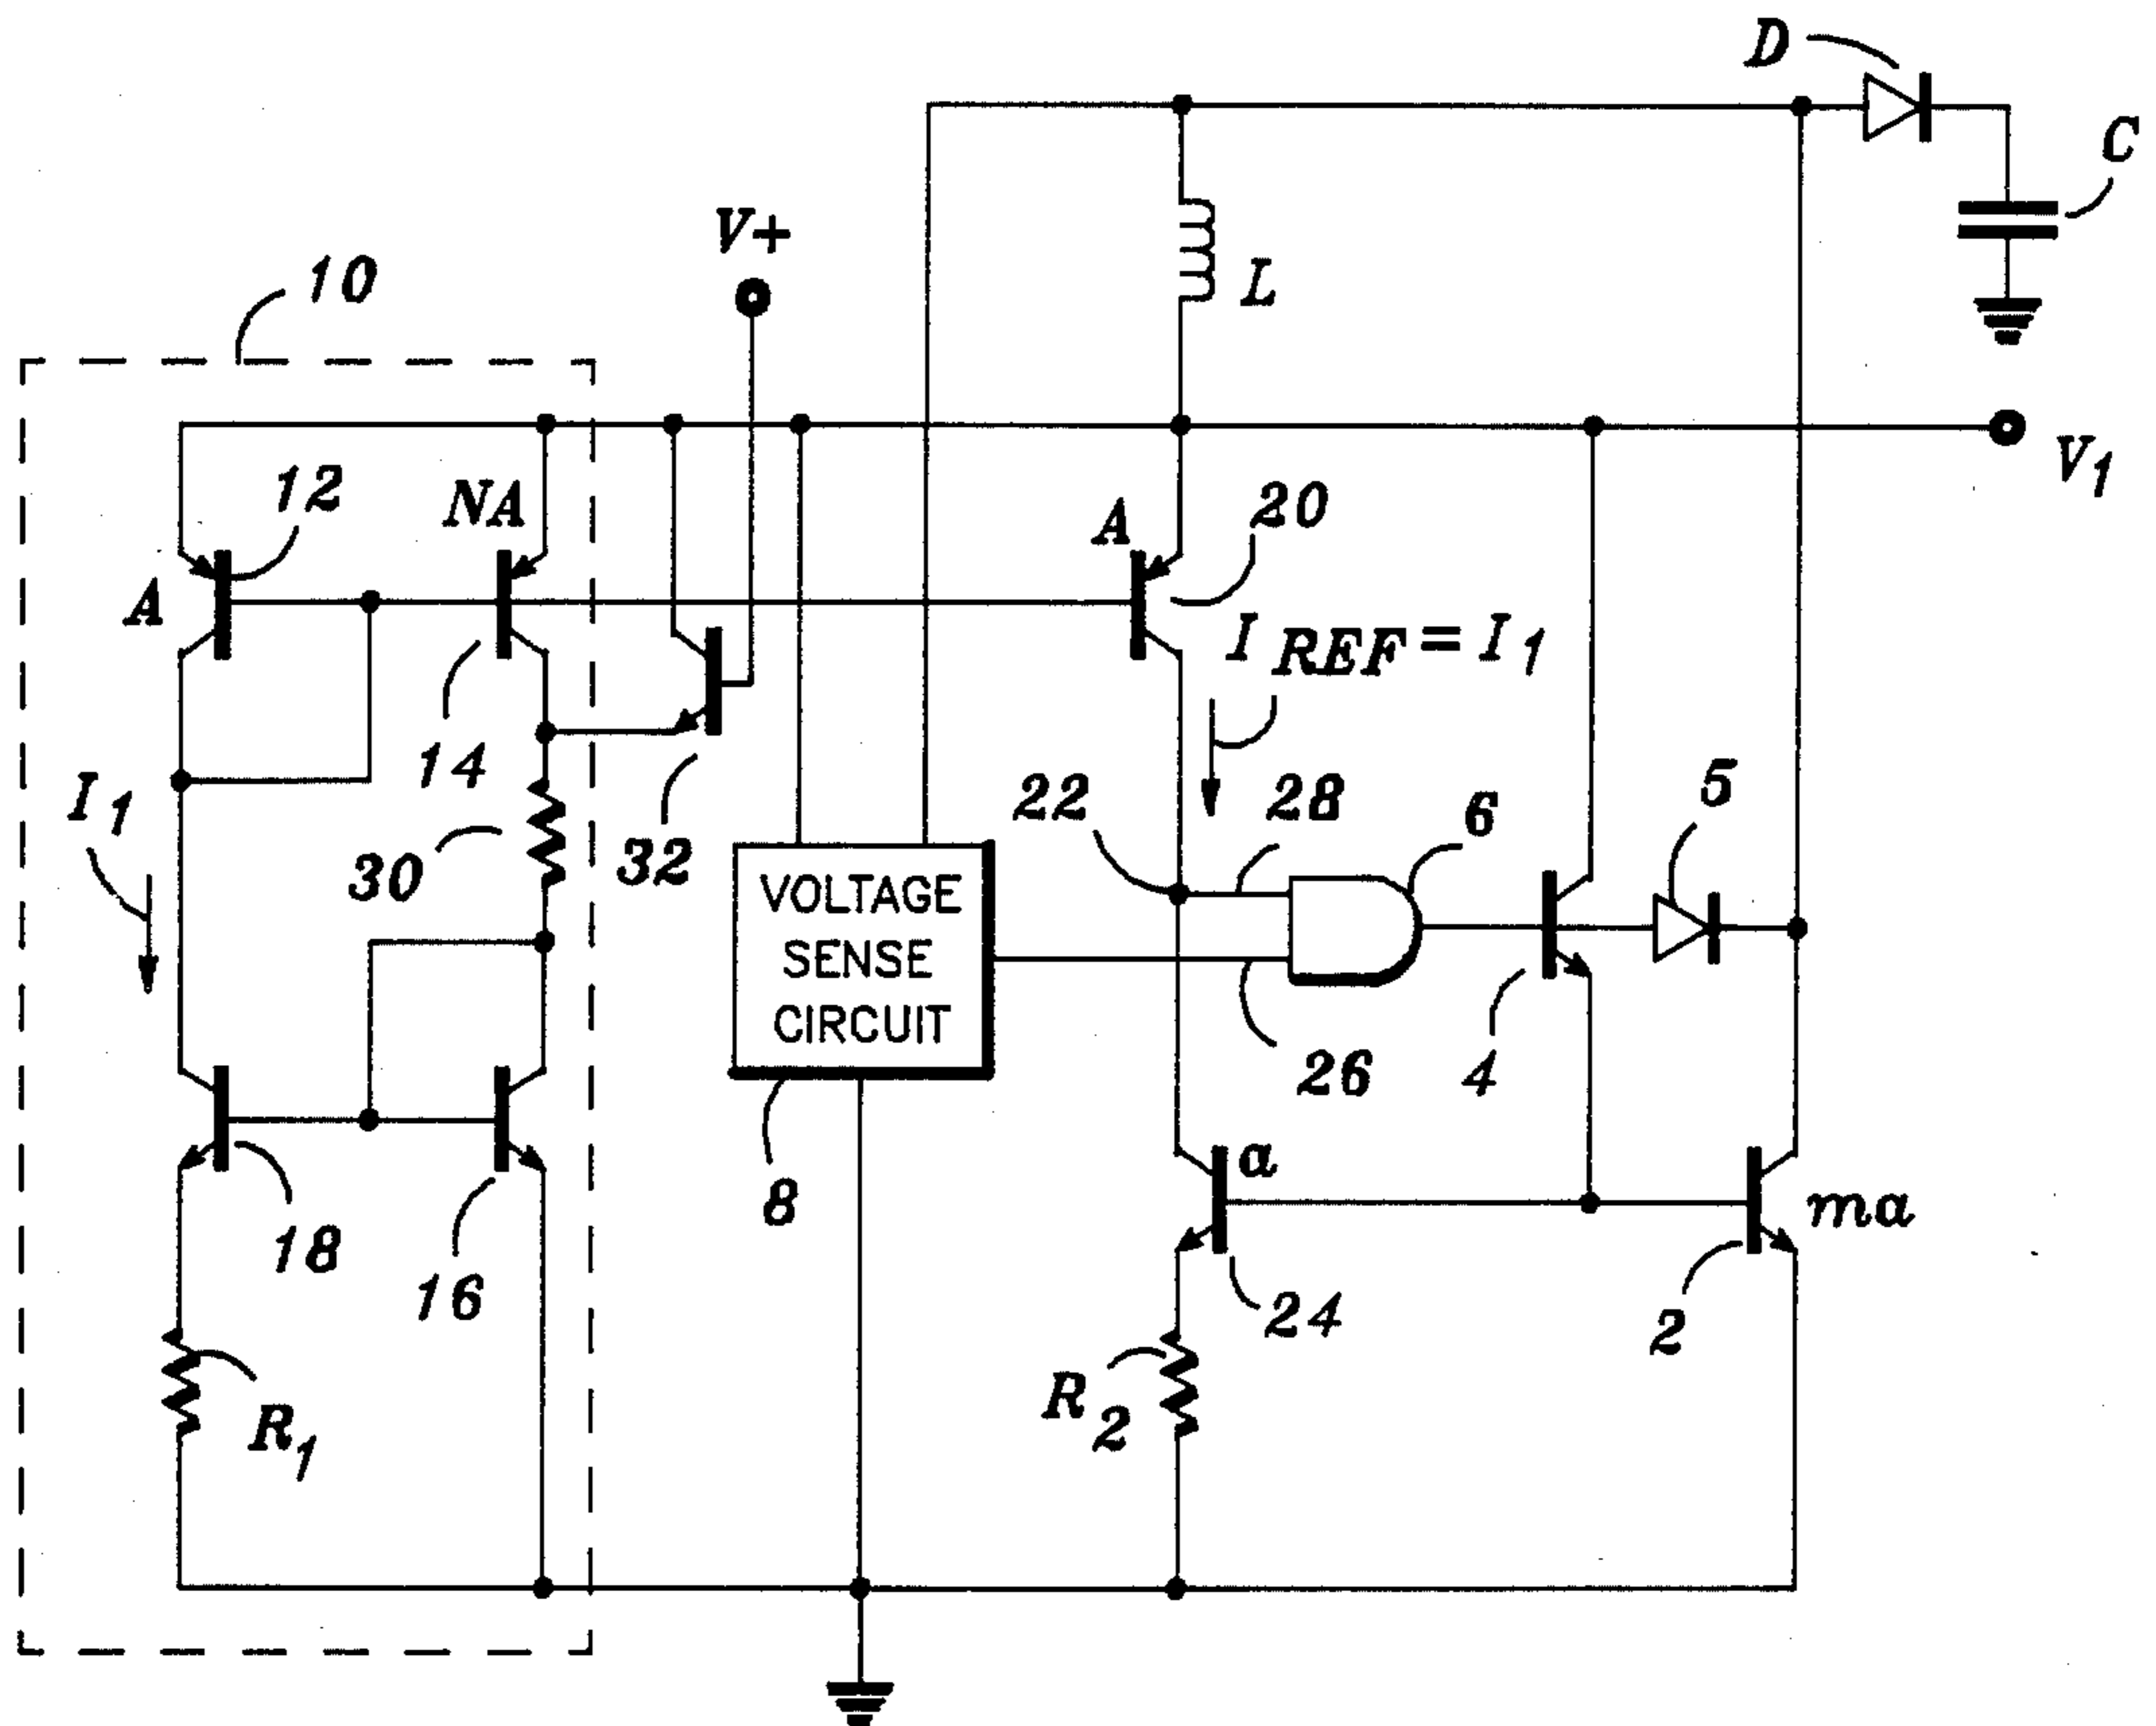 D
C
V+
10
L
V1
12
NA
A
20
A
I REF = I1
14
I1
22
28
6
5
30
32
VOLTAGE
SENSE
CIRCUIT
26
4
a
8
ma
18
16
24
2
R1
R2